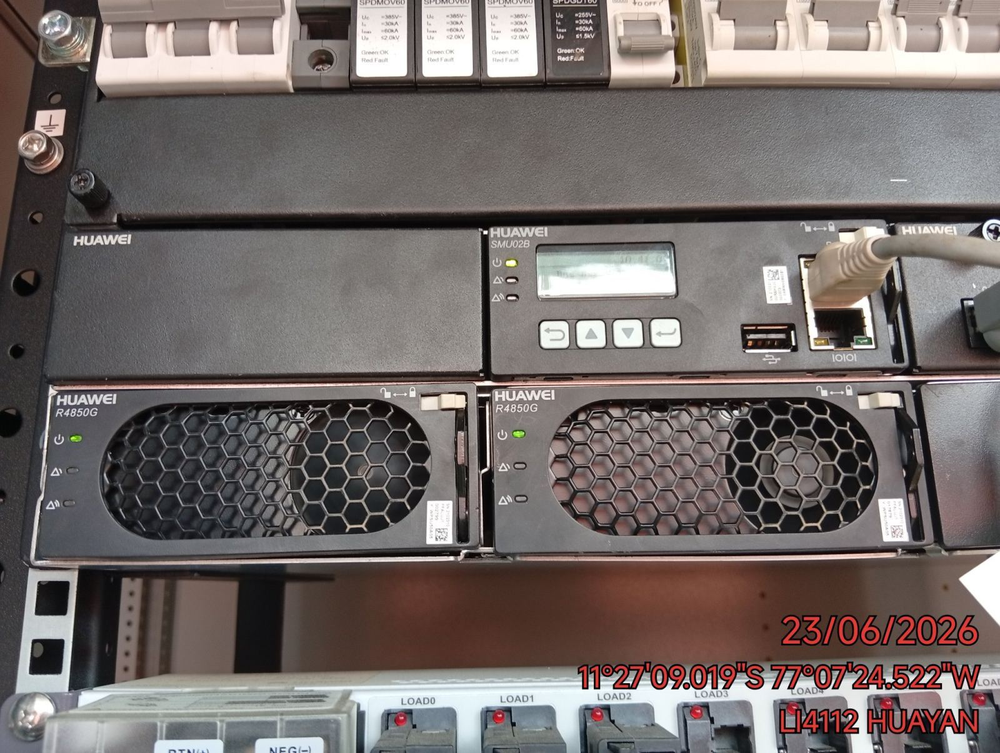 SPDMOV60
Uc =385V~
In =30kA
Imax =60kA
Up ≤2.0kV
Green:OK
Red:Fault
SPDMOV60
Uc =385V~
In =30kA
Imax =60kA
Up ≤2.0kV
Green:OK
Red:Fault
SPDMOV60
Uc =385V~
In =30kA
Imax =60kA
Up ≤2.0kV
Green:OK
Red:Fault
SPDGDT60
Uc =255V~
In =30kA
Imax =60kA
Up ≤1.5kV
Green:OK
Red:Fault
O OFF
HUAWEI
HUAWEI
SMU02B
HUAWEI
IOIOI
HUAWEI
R4850G
HUAWEI
R4850G
LOAD0
LOAD1
LOAD2
LOAD3
LOAD4
RTN(+)
NEG(-)
23/06/2026
11°27'09.019"S 77°07'24.522"W
LI4112 HUAYAN